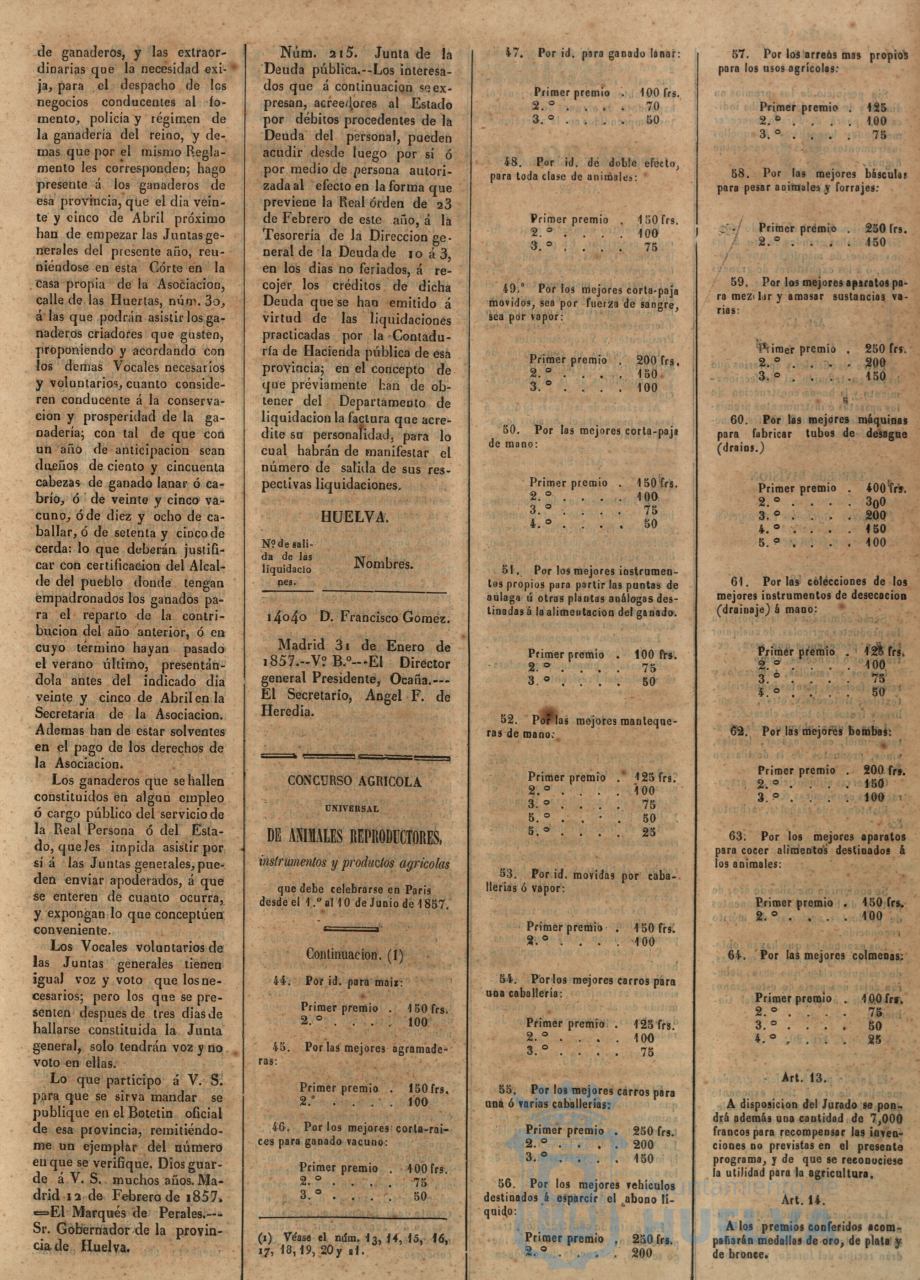 de ganaderos, y las extraor-
dinarias que la necesidad exi-
ja, para el despacho de los
negocios conducentes al fo-
mento, policía y régimen de
la ganadería del reino, y de-
mas que por el mismo Regla-
mento les corresponden; hago
presente á los ganaderos de
esa provincia, que el dia vein-
te y cinco de Abril próximo
han de empezar las Juntas ge-
nerales del presente año, reu-
niéndose en esta Córte en la
casa propia de la Asociacion,
calle de las Huertas, núm. 30,
á las que podrán asistir los ga-
naderos criadores que gusten,
proponiendo y acordando con
los demas Vocales necesarios
y voluntarios, cuanto conside-
ren conducente á la conserva-
cion y prosperidad de la ga-
nadería; con tal de que con
un año de anticipacion sean
dueños de ciento y cincuenta
cabezas de ganado lanar ó ca-
brío, ó de veinte y cinco va-
cuno, ó de diez y ocho de ca-
ballar, ó de setenta y cinco de
cerda: lo que deberán justifi-
car con certificacion del Alcal-
de del pueblo donde tengan
empadronados los ganados pa-
ra el reparto de la contri-
bucion del año anterior, ó en
cuyo término hayan pasado
el verano último, presentán-
dola antes del indicado dia
veinte y cinco de Abril en la
Secretaría de la Asociacion.
Ademas han de estar solventes
en el pago de los derechos de
la Asociacion.
Los ganaderos que se hallen
constituidos en algun empleo
ó cargo público del servicio de
la Real Persona ó del Esta-
do, que les impida asistir por
sí á las Juntas generales, pue-
den enviar apoderados, á que
se enteren de cuanto ocurra,
y expongan lo que conceptúen
conveniente.
Los Vocales voluntarios de
las Juntas generales tienen
igual voz y voto que los ne-
cesarios; pero los que se pre-
senten despues de tres dias de
hallarse constituida la Junta
general, solo tendrán voz y no
voto en ellas.
Lo que participo á V. S.
para que se sirva mandar se
publique en el Botetin oficial
de esa provincia, remitiéndo-
me un ejemplar del número
en que se verifique. Dios guar-
de á V. S. muchos años. Ma-
drid 12 de Febrero de 1857.
=El Marqués de Perales.---
Sr. Gobernador de la provin-
cia de Huelva.
Núm. 215. Junta de la
Deuda pública.--Los interesa-
dos que á continuacion se ex-
presan, acreedores al Estado
por débitos procedentes de la
Deuda del personal, pueden
acudir desde luego por sí ó
por medio de persona autori-
zada al efecto en la forma que
previene la Real órden de 23
de Febrero de este año, á la
Tesorería de la Direccion ge-
neral de la Deuda de 10 á 3,
en los dias no feriados, á re-
cojer los créditos de dicha
Deuda que se han emitido á
virtud de las liquidaciones
practicadas por la Contadu-
ría de Hacienda pública de esa
provincia; en el concepto de
que préviamente han de ob-
tener del Departamento de
liquidacion la factura que acre-
dite su personalidad, para lo
cual habrán de manifestar el
número de salida de sus res-
pectivas liquidaciones.
HUELVA.
Nº de sali-
da de las
liquidacio
nes.
Nombres.
14040 D. Francisco Gomez.
Madrid 31 de Enero de
1857.--Vº B.º---El Director
general Presidente, Ocaña.---
El Secretario, Angel F. de
Heredia.
CONCURSO AGRICOLA
UNIVERSAL
DE ANIMALES REPRODUCTORES,
instrumentos y productos agrícolas
que debe celebrarse en Paris
desde el 1.º al 10 de Junio de 1857.
Continuacion. (I)
44. Por id. para maiz:
Primer premio . 150 frs.
2.º . . . . 100
45. Por las mejores agramade-
ras:
Primer premio . 150 frs.
2.º . . . . 100
46. Por los mejores corta-rai-
ces para ganado vacuno:
Primer premio . 100 frs.
2.º . . . . 75
3.º . . . . 50
(1) Véase el núm. 13, 14, 15, 16,
17, 18, 19, 20 y 21.
47. Por id. para ganado lanar:
Primer premio . 100 frs.
2.º . . . . 70
3.º . . . . 50
48. Por id. de doble efecto,
para toda clase de animales:
Primer premio . 150 frs.
2.º . . . . 100
3.º . . . . 75
49.º Por los mejores corta-paja
movidos, sea por fuerza de sangre,
sea por vapor:
Primer premio . 200 frs.
2.º . . . . 150
3.º . . . . 100
50. Por las mejores corta-paja
de mano:
Primer premio . 150 frs.
2.º . . . . 100
3.º . . . . 75
4.º . . . . 50
51. Por los mejores instrumen-
tos propios para partir las puntas de
aulaga ú otras plantas análogas des-
tinadas á la alimentacion del ganado.
Primer premio . 100 frs.
2.º . . . . 75
3.º . . . . 50
52. Por las mejores manteque-
ras de mano:
Primer premio . 125 frs.
2.º . . . . 100
3.º . . . . 75
5.º . . . . 50
5.º . . . . 25
53. Por id. movidas por caba-
llerias ó vapor:
Primer premio . 150 frs.
2.º . . . . 100
54. Por los mejores carros para
una caballería:
Primer premio . 125 frs.
2.º . . . . 100
3.º . . . . 75
55. Por los mejores carros para
una ó varias caballerías:
Primer premio . 250 frs.
2.º . . . . 200
3.º . . . . 150
56. Por los mejores vehículos
destinados á esparcir el abono lí-
quido:
Primer premio . 250 frs.
2.º . . . . 200
57. Por los arreos mas propios
para los usos agrícolas:
Primer premio . 125
2.º . . . . 100
3.º . . . . 75
58. Por las mejores básculas
para pesar animales y forrajes:
Primer premio . 250 frs.
2.º . . . . 150
59. Por los mejores aparatos pa-
ra mezclar y amasar sustancias va-
rias:
Primer premio . 250 frs.
2.º . . . . 200
3.º . . . . 150
60. Por las mejores máquinas
para fabricar tubos de desagüe
(drains.)
Primer premio . 400 frs.
2.º . . . . 300
3.º . . . . 200
4.º . . . . 150
5.º . . . . 100
61. Por las colecciones de los
mejores instrumentos de desecacion
(drainaje) á mano:
Primer premio . 125 frs.
2.º . . . . 100
3.º . . . . 75
4.º . . . . 50
62. Por las mejores bombas:
Primer premio . 200 frs.
2.º . . . . 150
3.º . . . . 100
63. Por los mejores aparatos
para cocer alimentos destinados á
los animales:
Primer premio . 150 frs.
2.º . . . . 100
64. Por las mejores colmenas:
Primer premio . 100 frs.
2.º . . . . 75
3.º . . . . 50
4.º . . . . 25
Art. 13.
A disposicion del Jurado se pon-
drá además una cantidad de 7,000
francos para recompensar las inven-
ciones no previstas en el presente
programa, y de que se reconociese
la utilidad para la agricultura.
Art. 14.
A los premios conferidos acom-
pañarán medallas de oro, de plata y
de bronce.
HUELVA